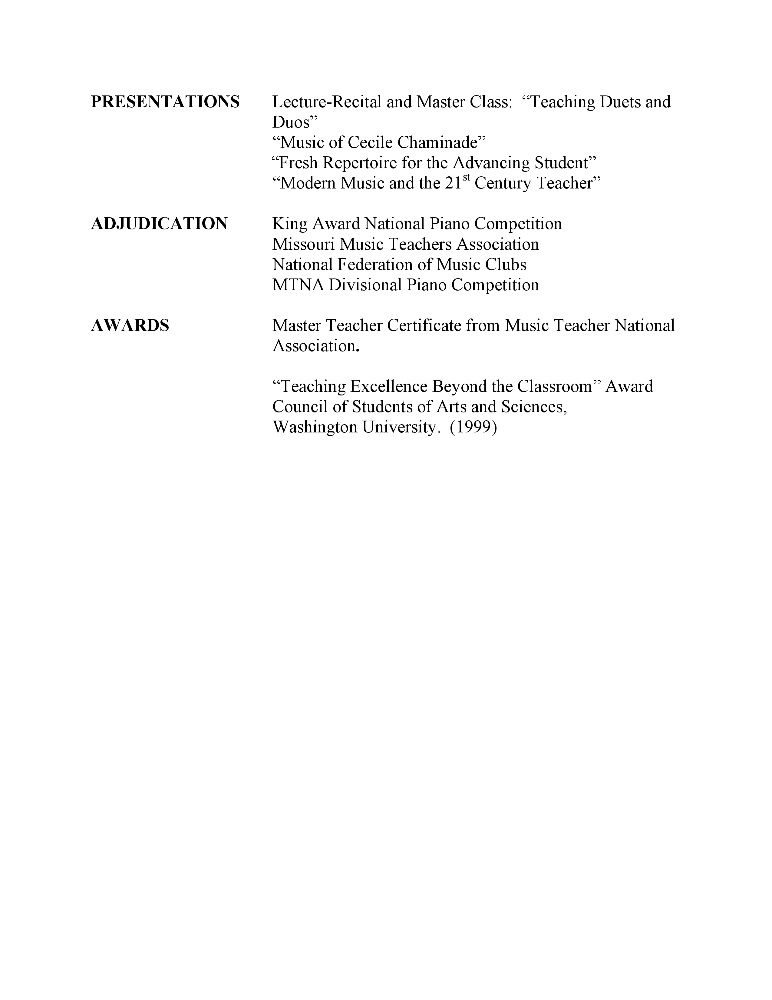 PRESENTATIONS Lecture-Recital and Master Class:  “Teaching Duets and
Duos”
“Music of Cecile Chaminade”
“Fresh Repertoire for the Advancing Student”
“Modern Music and the 21st Century Teacher”
ADJUDICATION King Award National Piano Competition
Missouri Music Teachers Association
National Federation of Music Clubs
MTNA Divisional Piano Competition
AWARDS Master Teacher Certificate from Music Teacher National
Association.
“Teaching Excellence Beyond the Classroom” Award
Council of Students of Arts and Sciences,
Washington University.  (1999)